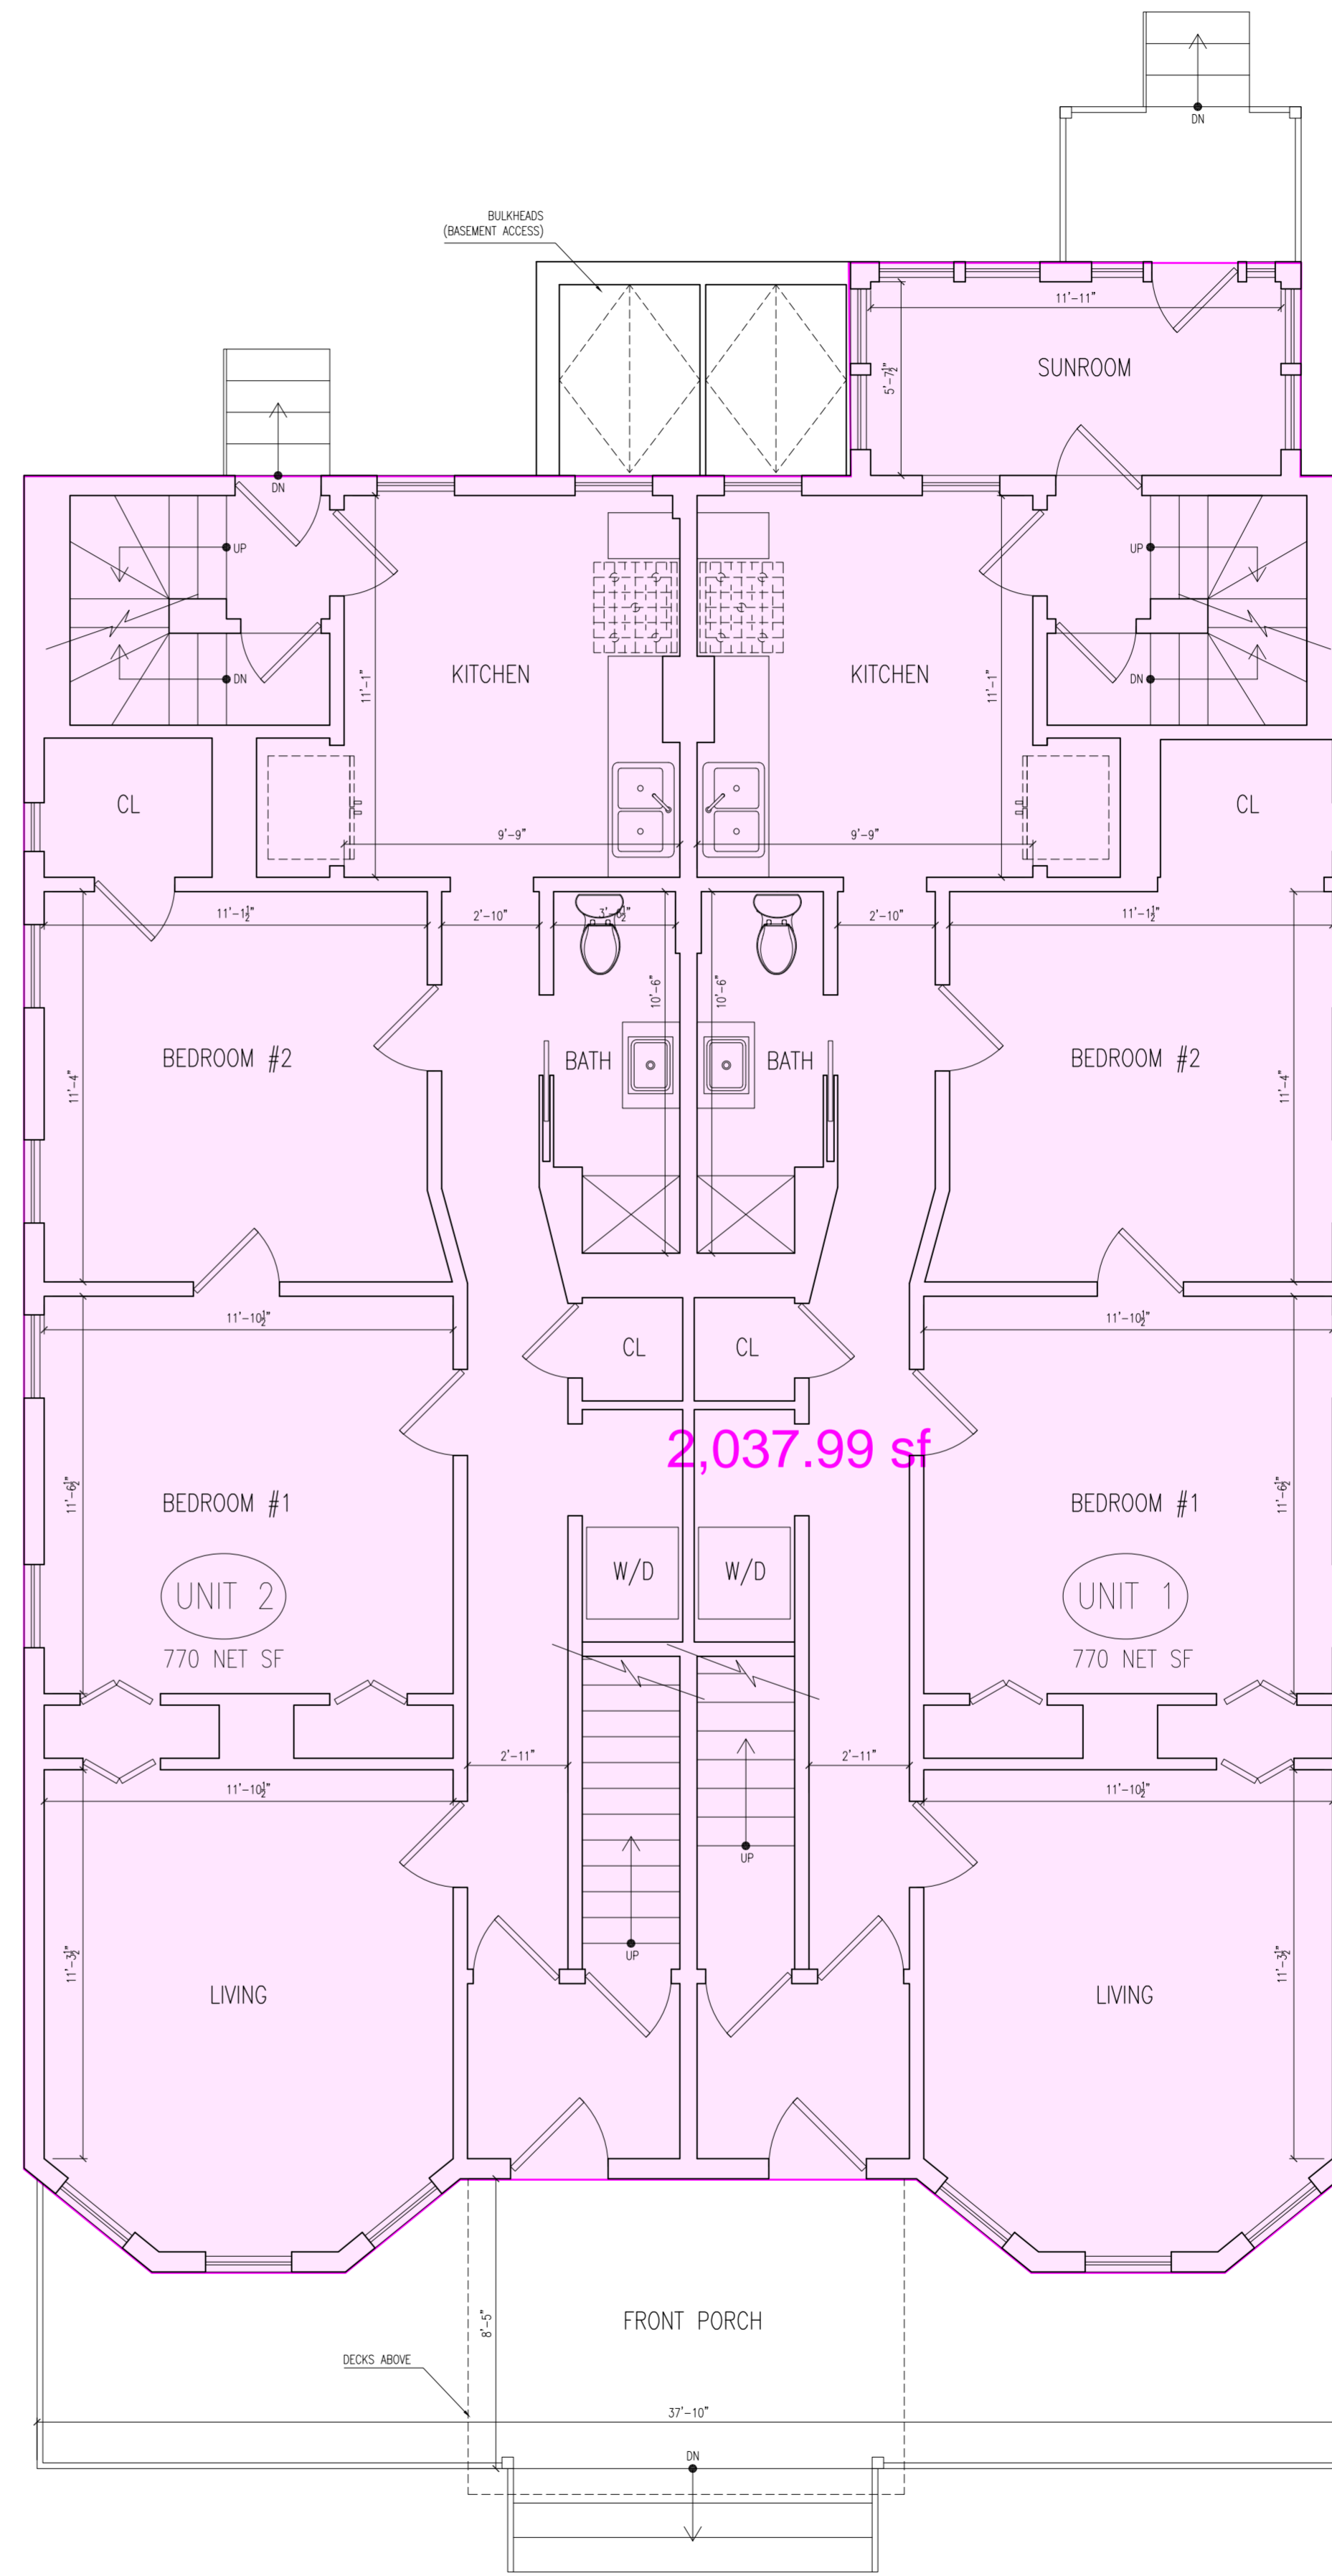 DN
BULKHEADS
(BASEMENT ACCESS)
11'-11"
SUNROOM
5'-7½"
DN
UP
UP
KITCHEN
KITCHEN
11'-1"
11'-1"
DN
DN
CL
CL
9'-9"
9'-9"
11'-1½"
2'-10"
3'-6½"
2'-10"
11'-1½"
10'-6"
10'-6"
BEDROOM #2
BATH
BATH
BEDROOM #2
11'-4"
11'-4"
11'-10½"
11'-10½"
CL
CL
2,037.99 sf
11'-6½"
11'-6½"
BEDROOM #1
BEDROOM #1
W/D
W/D
UNIT 2
UNIT 1
770 NET SF
770 NET SF
2'-11"
2'-11"
11'-10½"
11'-10½"
UP
UP
11'-3½"
11'-3½"
LIVING
LIVING
8'-5"
FRONT PORCH
DECKS ABOVE
37'-10"
DN